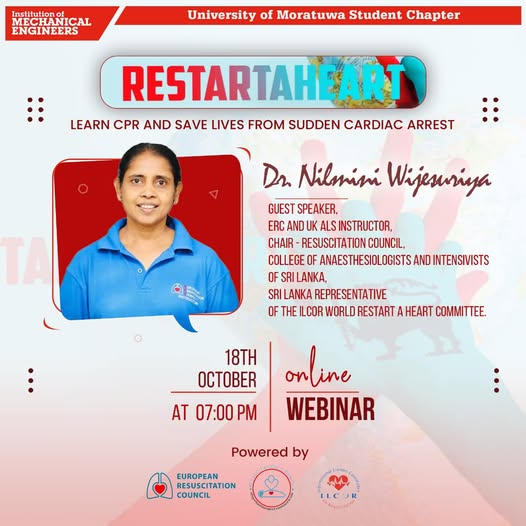 Institution of
MECHANICAL
ENGINEERS
University of Moratuwa Student Chapter
RESTARTAHEART
LEARN CPR AND SAVE LIVES FROM SUDDEN CARDIAC ARREST
Dr. Nilmini Wijesuriya
GUEST SPEAKER,
ERC AND UK ALS INSTRUCTOR,
CHAIR - RESUSCITATION COUNCIL,
COLLEGE OF ANAESTHESIOLOGISTS AND INTENSIVISTS
OF SRI LANKA,
SRI LANKA REPRESENTATIVE
OF THE ILCOR WORLD RESTART A HEART COMMITTEE.
18TH
OCTOBER
AT 07:00 PM
online
WEBINAR
Powered by
EUROPEAN
RESUSCITATION
COUNCIL
ILCOR